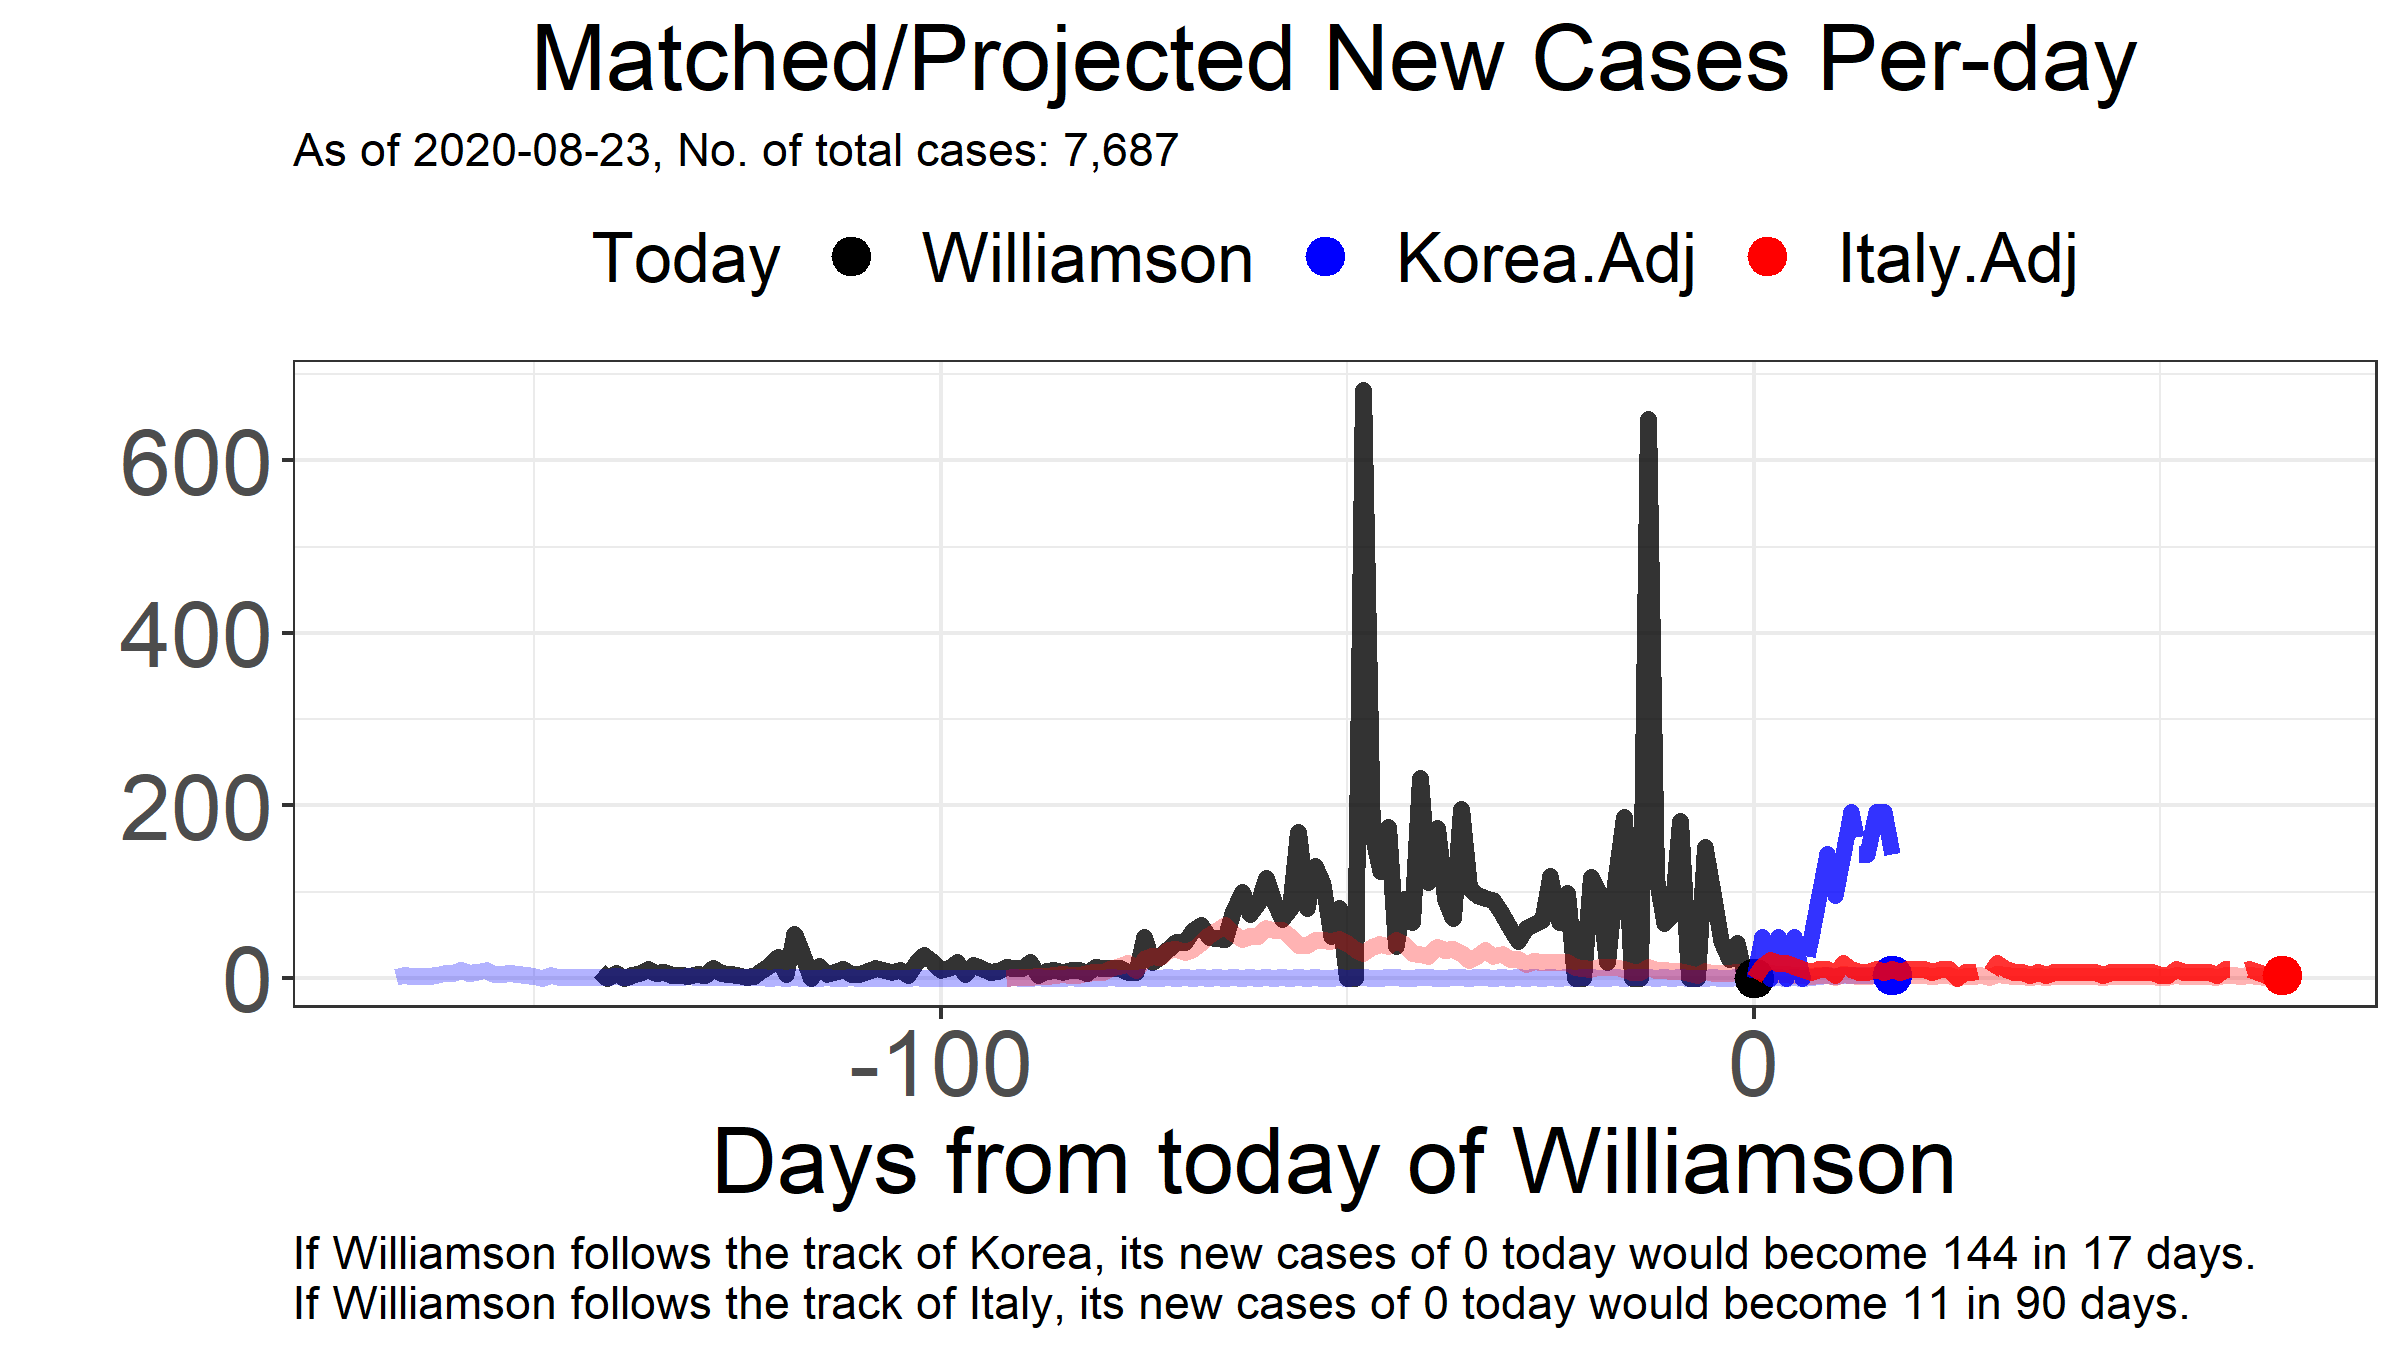 Matched/Projected New Cases Per-day
As of 2020-08-23, No. of total cases: 7,687
Today Williamson Korea.Adj Italy.Adj
600
400
200
0
-100 0
Days from today of Williamson
If Williamson follows the track of Korea, its new cases of 0 today would become 144 in 17 days.
If Williamson follows the track of Italy, its new cases of 0 today would become 11 in 90 days.